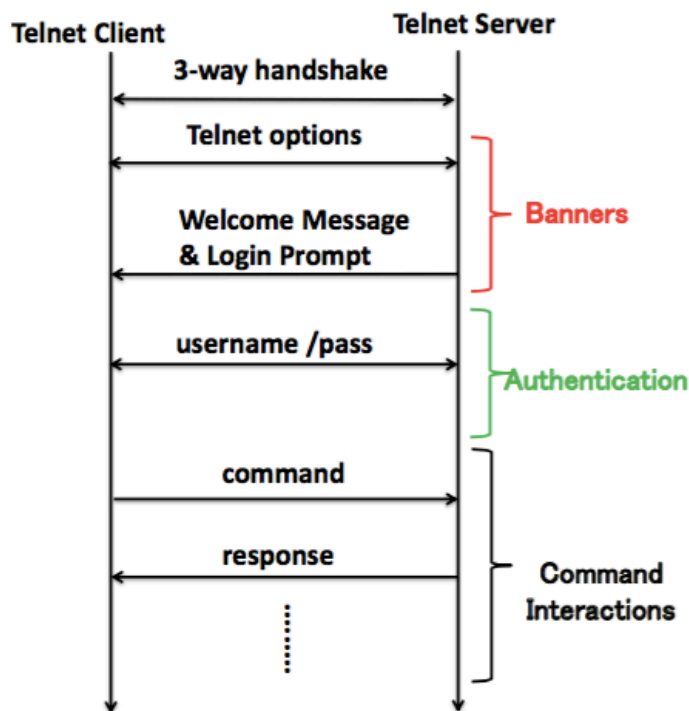 Telnet Client
Telnet Server
3-way handshake
Telnet options
Welcome Message
& Login Prompt
Banners
username /pass
Authentication
command
response
Command
Interactions